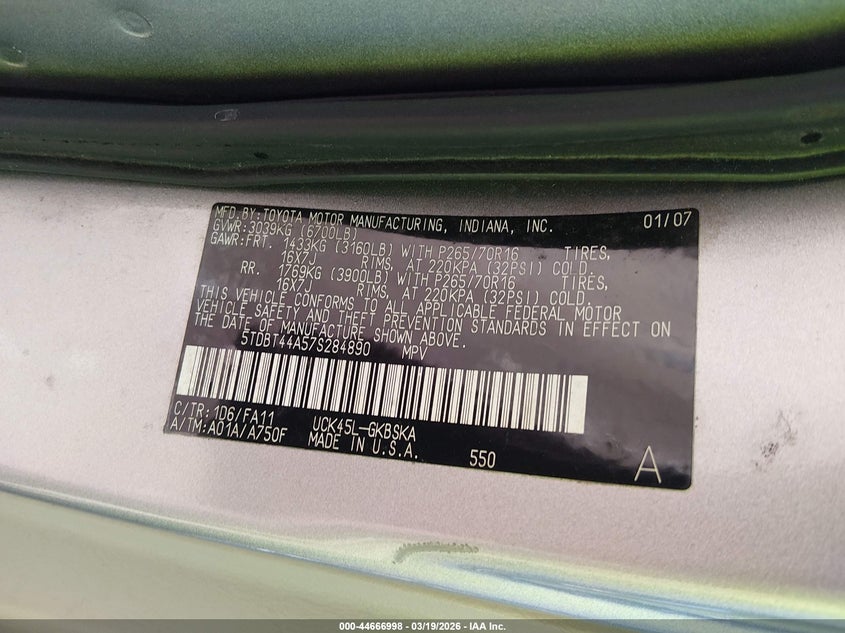 MFD.BY:TOYOTA MOTOR MANUFACTURING, INDIANA, INC. 01/07
GVWR:3039KG (6700LB)
GAWR:FRT. 1433KG (3160LB) WITH P265/70R16 TIRES,
16X7J RIMS, AT 220KPA (32PSI) COLD.
RR. 1769KG (3900LB) WITH P265/70R16 TIRES,
16X7J RIMS, AT 220KPA (32PSI) COLD.
THIS VEHICLE CONFORMS TO ALL APPLICABLE FEDERAL MOTOR
VEHICLE SAFETY AND THEFT PREVENTION STANDARDS IN EFFECT ON
THE DATE OF MANUFACTURE SHOWN ABOVE.
5TDBT44A57S284890 MPV
C/TR:1D6/FA11 UCK45L-GKBSKA
A/TM:A01A/A750F MADE IN U.S.A. 550 A
000-44666998 | 03/19/2026 | IAA Inc.